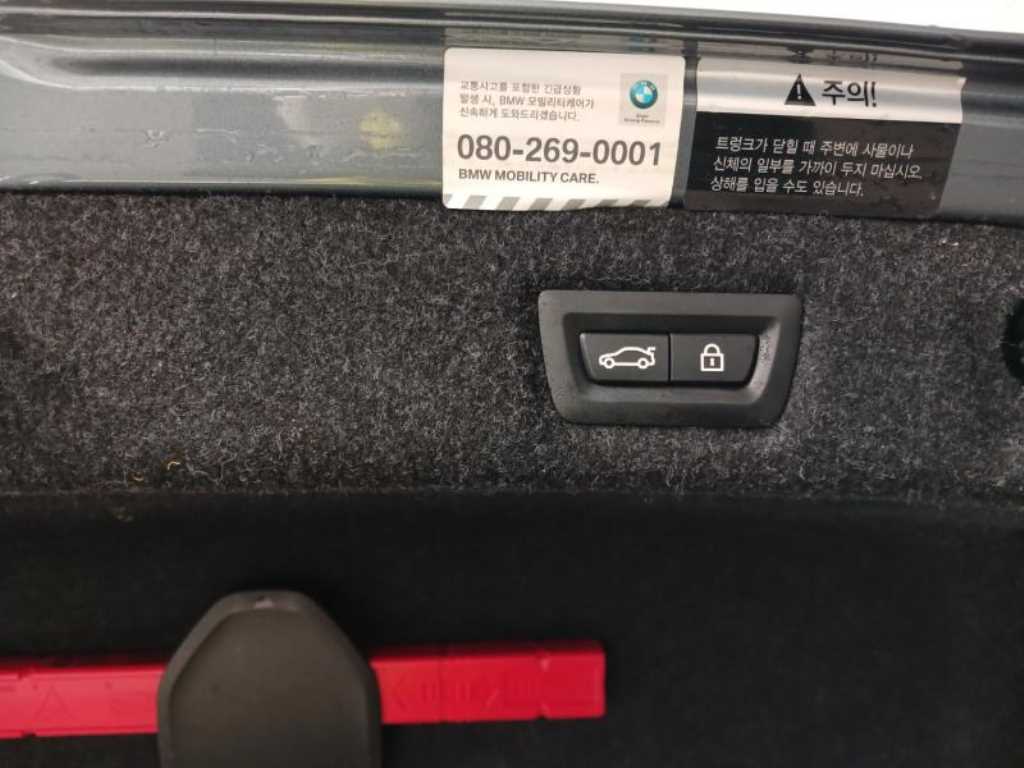 교통사고를 포함한 긴급상황
발생 시, BMW 모빌리티케어가
신속하게 도와드리겠습니다.
080-269-0001
BMW MOBILITY CARE.
주의!
트렁크가 닫힐 때 주변에 사물이나
신체의 일부를 가까이 두지 마십시오.
상해를 입을 수도 있습니다.